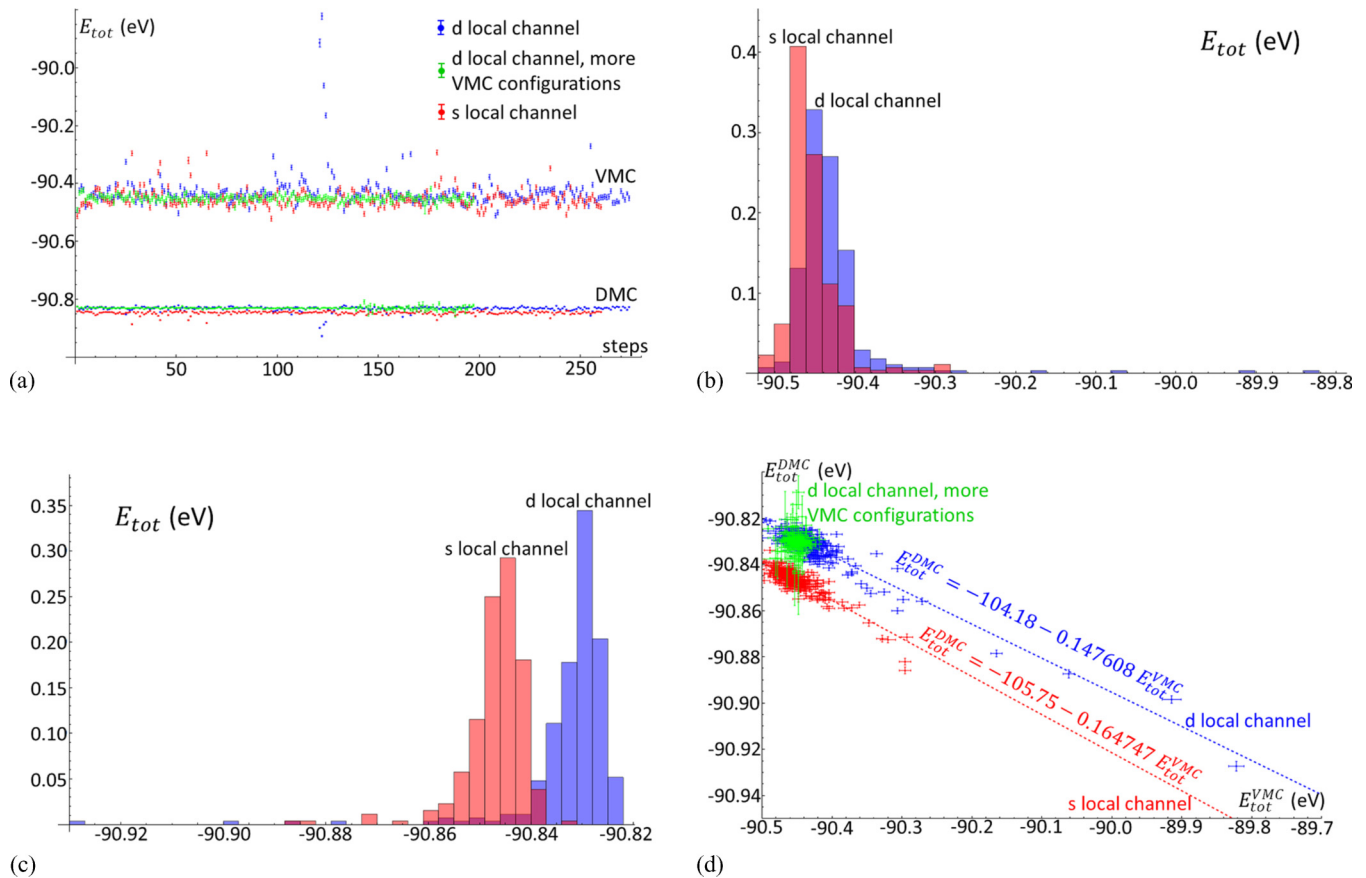 E_tot (eV)
d local channel
d local channel, more
VMC configurations
s local channel
-90.0
-90.2
-90.4
-90.6
-90.8
VMC
DMC
steps
50
100
150
200
250
(a)
s local channel
d local channel
E_tot (eV)
0.4
0.3
0.2
0.1
-90.5
-90.4
-90.3
-90.2
-90.1
-90.0
-89.9
-89.8
(b)
E_tot (eV)
d local channel
s local channel
0.35
0.30
0.25
0.20
0.15
0.10
0.05
-90.92
-90.90
-90.88
-90.86
-90.84
-90.82
(c)
E_tot^DMC (eV)
d local channel, more
VMC configurations
-90.82
-90.84
-90.86
-90.88
-90.90
-90.92
-90.94
E_tot^DMC = −104.18 − 0.147608 E_tot^VMC
d local channel
E_tot^DMC = −105.75 − 0.164747 E_tot^VMC
s local channel
E_tot^VMC (eV)
-90.5
-90.4
-90.3
-90.2
-90.1
-90.0
-89.9
-89.8
-89.7
(d)